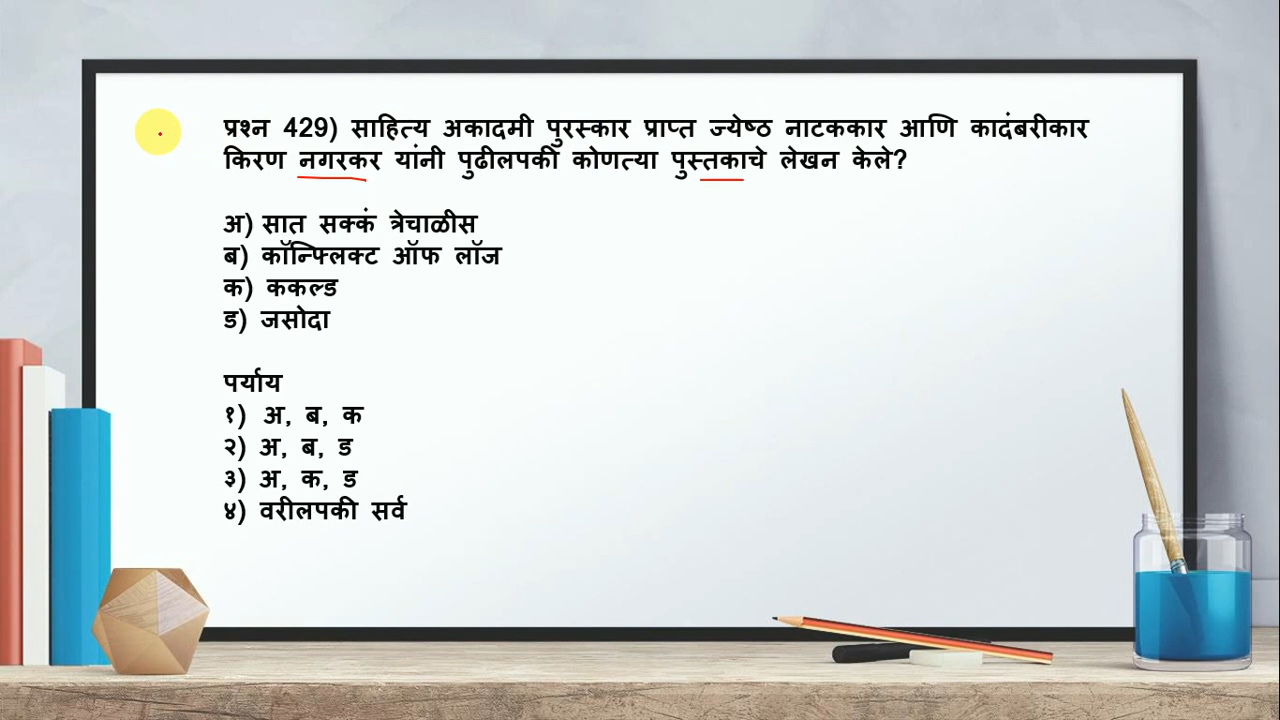 प्रश्न 429) साहित्य अकादमी पुरस्कार प्राप्त ज्येष्ठ नाटककार आणि कादंबरीकार
किरण नगरकर यांनी पुढीलपकी कोणत्या पुस्तकाचे लेखन केले?
अ) सात सक्कं त्रेचाळीस
ब) कॉन्फ्लिक्ट ऑफ लॉज
क) ककल्ड
ड) जसोदा
पर्याय
१) अ, ब, क
२) अ, ब, ड
३) अ, क, ड
४) वरीलपकी सर्व